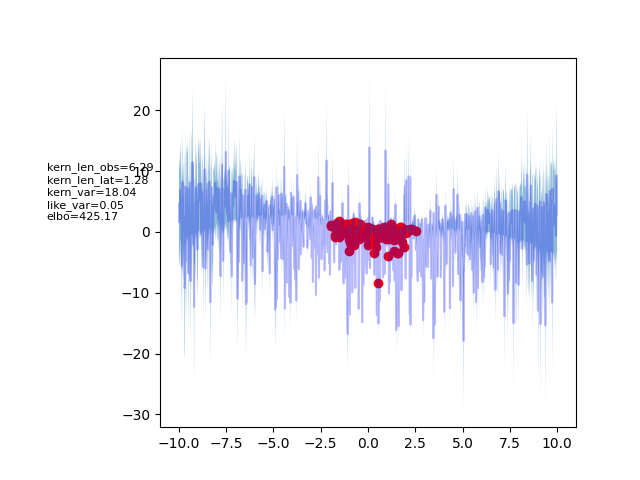 20
10
0
−10
−20
−30
kern_len_obs=6.29
kern_len_lat=1.28
kern_var=18.04
like_var=0.05
elbo=425.17
−10.0 −7.5 −5.0 −2.5 0.0 2.5 5.0 7.5 10.0